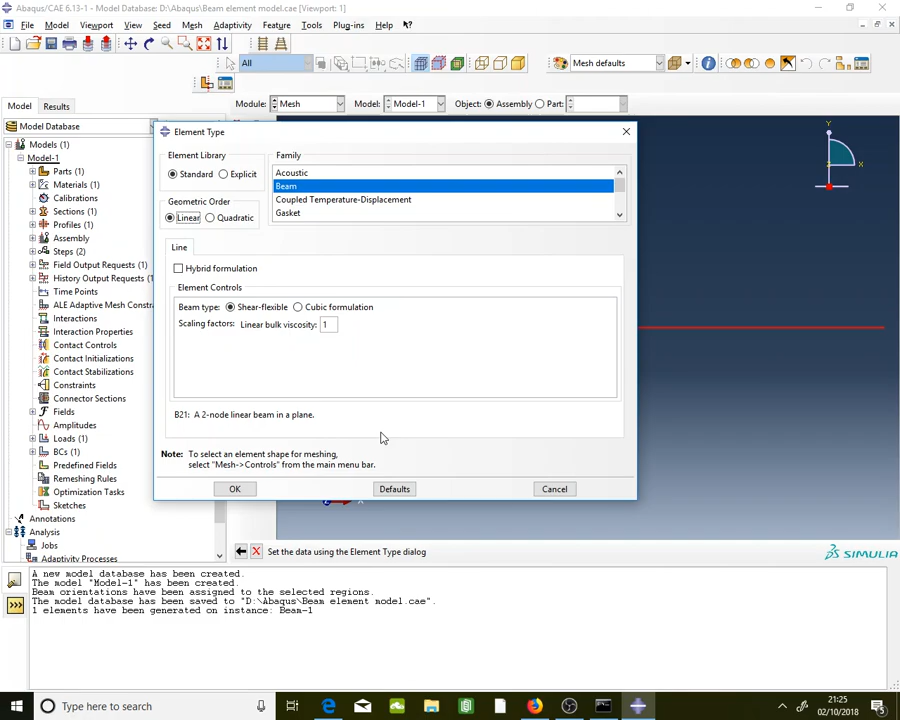 Abaqus/CAE 6.13-1 - Model Database: D:\Abaqus\Beam element model.cae [Viewport: 1]
File Model Viewport View Seed Mesh Adaptivity Feature Tools Plug-ins Help
All Mesh defaults
Model Results Module: Mesh Model: Model-1 Object: Assembly Part:
Model Database
Models (1)
Model-1
Parts (1)
Materials (1)
Calibrations
Sections (1)
Profiles (1)
Assembly
Steps (2)
Field Output Requests (1)
History Output Requests (1)
Time Points
ALE Adaptive Mesh Constra
Interactions
Interaction Properties
Contact Controls
Contact Initializations
Contact Stabilizations
Constraints
Connector Sections
Fields
Amplitudes
Loads (1)
BCs (1)
Predefined Fields
Remeshing Rules
Optimization Tasks
Sketches
Annotations
Analysis
Jobs
Adaptivity Processes
Element Type
Element Library
Standard Explicit
Geometric Order
Linear Quadratic
Family
Acoustic
Beam
Coupled Temperature-Displacement
Gasket
Line
Hybrid formulation
Element Controls
Beam type: Shear-flexible Cubic formulation
Scaling factors: Linear bulk viscosity: 1
B21: A 2-node linear beam in a plane.
Note: To select an element shape for meshing,
select "Mesh->Controls" from the main menu bar.
OK Defaults Cancel
Y
X
Set the data using the Element Type dialog
SIMULIA
A new model database has been created.
The model "Model-1" has been created.
Beam orientations have been assigned to the selected regions.
The model database has been saved to "D:\Abaqus\Beam element model.cae".
1 elements have been generated on instance: Beam-1
Type here to search
21:25
02/10/2018
5